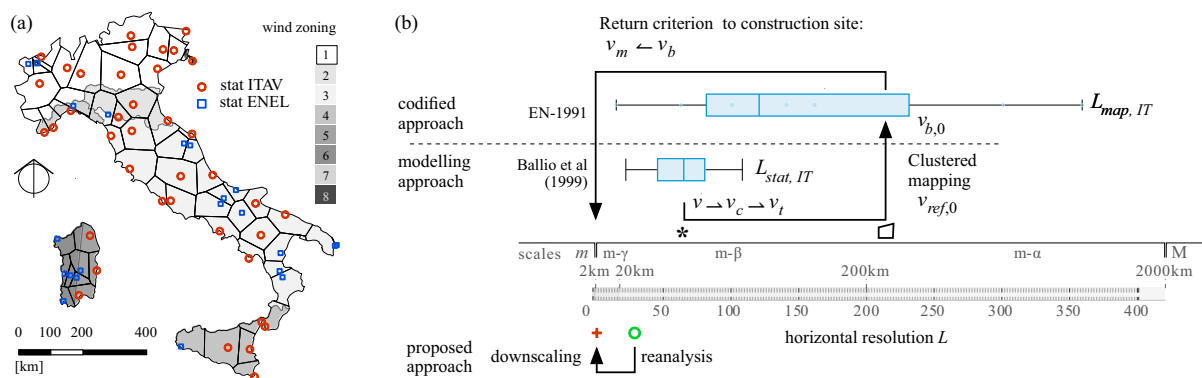 (a)
wind zoning
1
2
3
4
5
6
7
8
stat ITAV
stat ENEL
0 100 200 400
[km]
(b)
Return criterion to construction site:
v_m ↼ v_b
codified
approach
EN-1991
L_map, IT
v_b,0
modelling
approach
Ballio et al
(1999)
L_stat, IT
Clustered
mapping
v_ref,0
v ⇀ v_c ⇀ v_t
*
scales m m-γ m-β m-α M
2km 20km 200km 2000km
0 50 100 150 200 250 300 350 400
horizontal resolution L
proposed
approach
downscaling
reanalysis